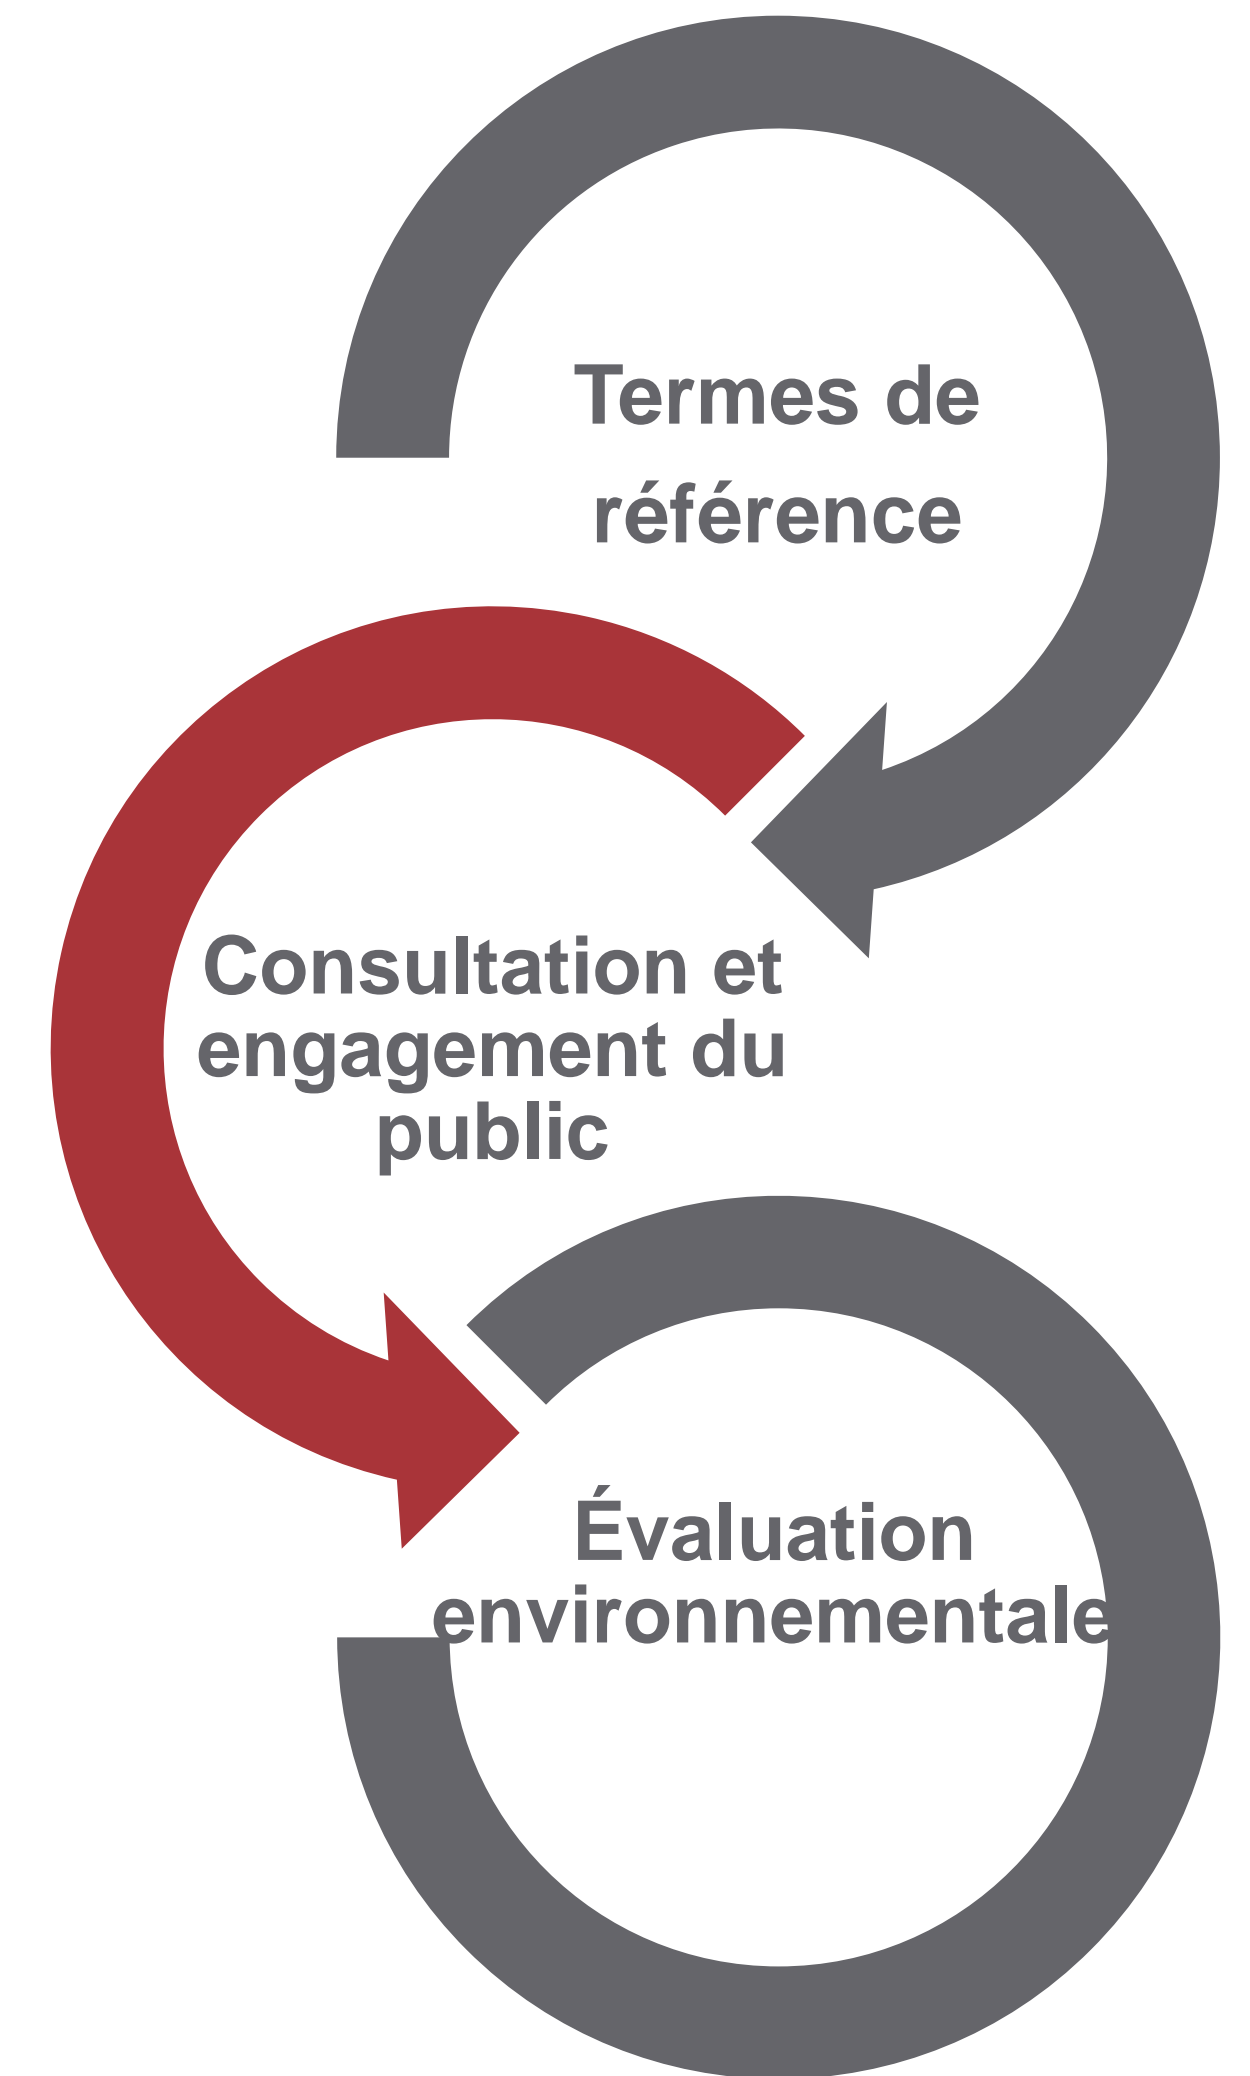 Termes de
référence
Consultation et
engagement du
public
Évaluation
environnementale